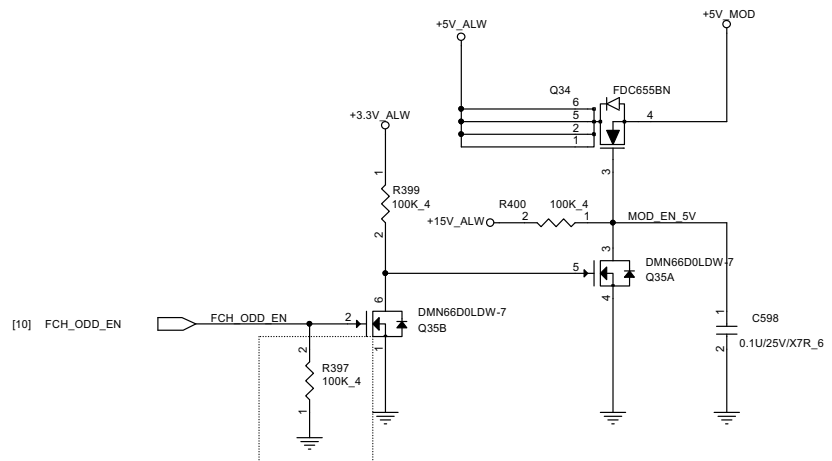 +5V_ALW
+5V_MOD
Q34 FDC655BN
6
5
2
1
4
3
+3.3V_ALW
1
R399
100K_4
2
R400 100K_4
+15V_ALW 2 1 MOD_EN_5V
3
DMN66D0LDW-7
5
Q35A
4
6
DMN66D0LDW-7
[10] FCH_ODD_EN FCH_ODD_EN 2
Q35B
1
1
C598
2
0.1U/25V/X7R_6
2
R397
100K_4
1